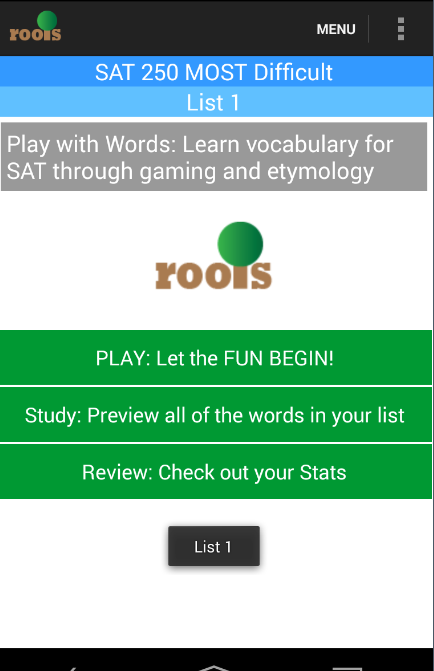 roots
MENU
SAT 250 MOST Difficult
List 1
Play with Words: Learn vocabulary for
SAT through gaming and etymology
roots
PLAY: Let the FUN BEGIN!
Study: Preview all of the words in your list
Review: Check out your Stats
List 1